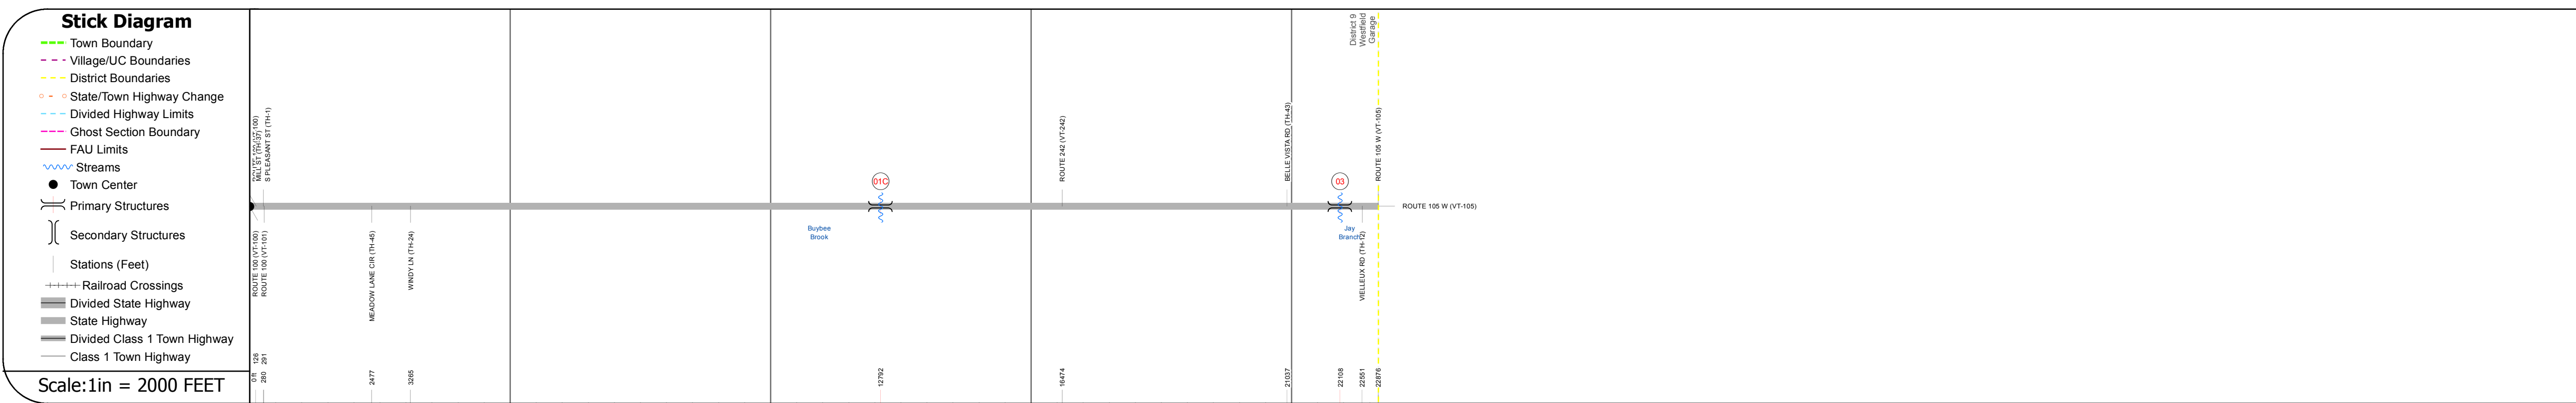 Stick Diagram
Town Boundary
Village/UC Boundaries
District Boundaries
State/Town Highway Change
Divided Highway Limits
Ghost Section Boundary
FAU Limits
Streams
Town Center
Primary Structures
Secondary Structures
Stations (Feet)
Railroad Crossings
Divided State Highway
State Highway
Divided Class 1 Town Highway
Class 1 Town Highway
Scale:1in = 2000 FEET
ROUTE 100 (VT-100)
MILL ST (TH-37)
S PLEASANT ST (TH-1)
ROUTE 100 (VT-100)
ROUTE 100 (VT-101)
MEADOW LANE CIR (TH-45)
WINDY LN (TH-24)
Buybee
Brook
01C
ROUTE 242 (VT-242)
BELLE VISTA RD (TH-43)
03
Jay
Branch
VIELLEUX RD (TH-12)
District 9
Westfield
Garage
ROUTE 105 W (VT-105)
ROUTE 105 W (VT-105)
0 ft
126
280
291
2477
3265
12792
16474
21037
22108
22551
22876